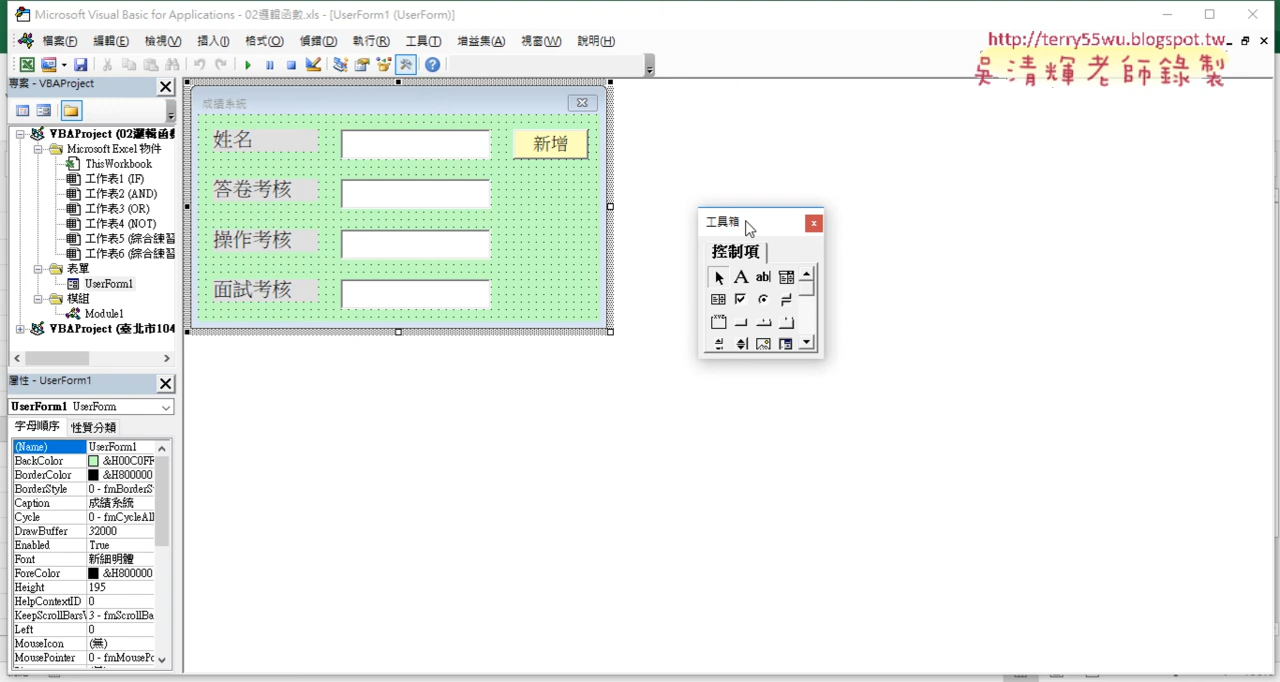 Microsoft Visual Basic for Applications - 02邏輯函數.xls - [UserForm1 (UserForm)]
檔案(F) 編輯(E) 檢視(V) 插入(I) 格式(O) 偵錯(D) 執行(R) 工具(T) 增益集(A) 視窗(W) 說明(H)
http://terry55wu.blogspot.tw
吳清輝老師錄製
專案 - VBAProject
VBAProject (02邏輯函數
Microsoft Excel 物件
ThisWorkbook
工作表1 (IF)
工作表2 (AND)
工作表3 (OR)
工作表4 (NOT)
工作表5 (綜合練習
工作表6 (綜合練習
表單
UserForm1
模組
Module1
VBAProject (臺北市104
成績系統
姓名
新增
答卷考核
操作考核
面試考核
工具箱
控制項
屬性 - UserForm1
UserForm1 UserForm
字母順序 性質分類
(Name) UserForm1
BackColor &H00C0FF
BorderColor &H800000
BorderStyle 0 - fmBorderS
Caption 成績系統
Cycle 0 - fmCycleAll
DrawBuffer 32000
Enabled True
Font 新細明體
ForeColor &H800000
Height 195
HelpContextID 0
KeepScrollBarsV 3 - fmScrollBa
Left 0
MouseIcon (無)
MousePointer 0 - fmMousePo